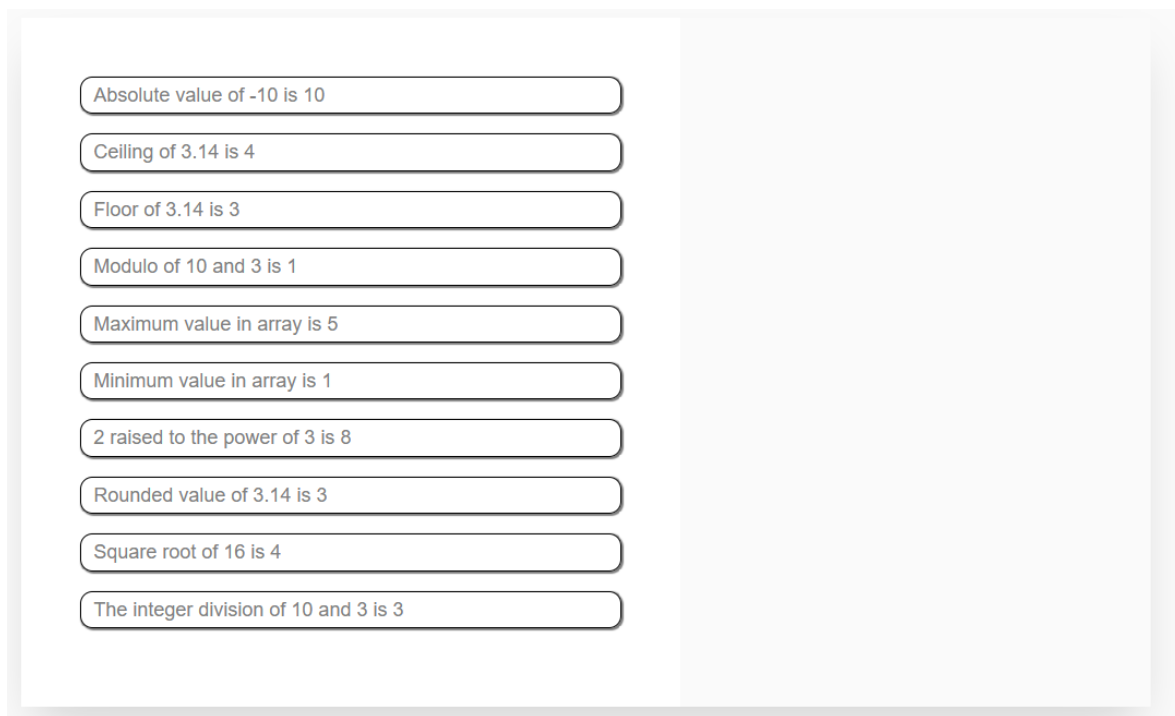 Absolute value of -10 is 10
Ceiling of 3.14 is 4
Floor of 3.14 is 3
Modulo of 10 and 3 is 1
Maximum value in array is 5
Minimum value in array is 1
2 raised to the power of 3 is 8
Rounded value of 3.14 is 3
Square root of 16 is 4
The integer division of 10 and 3 is 3